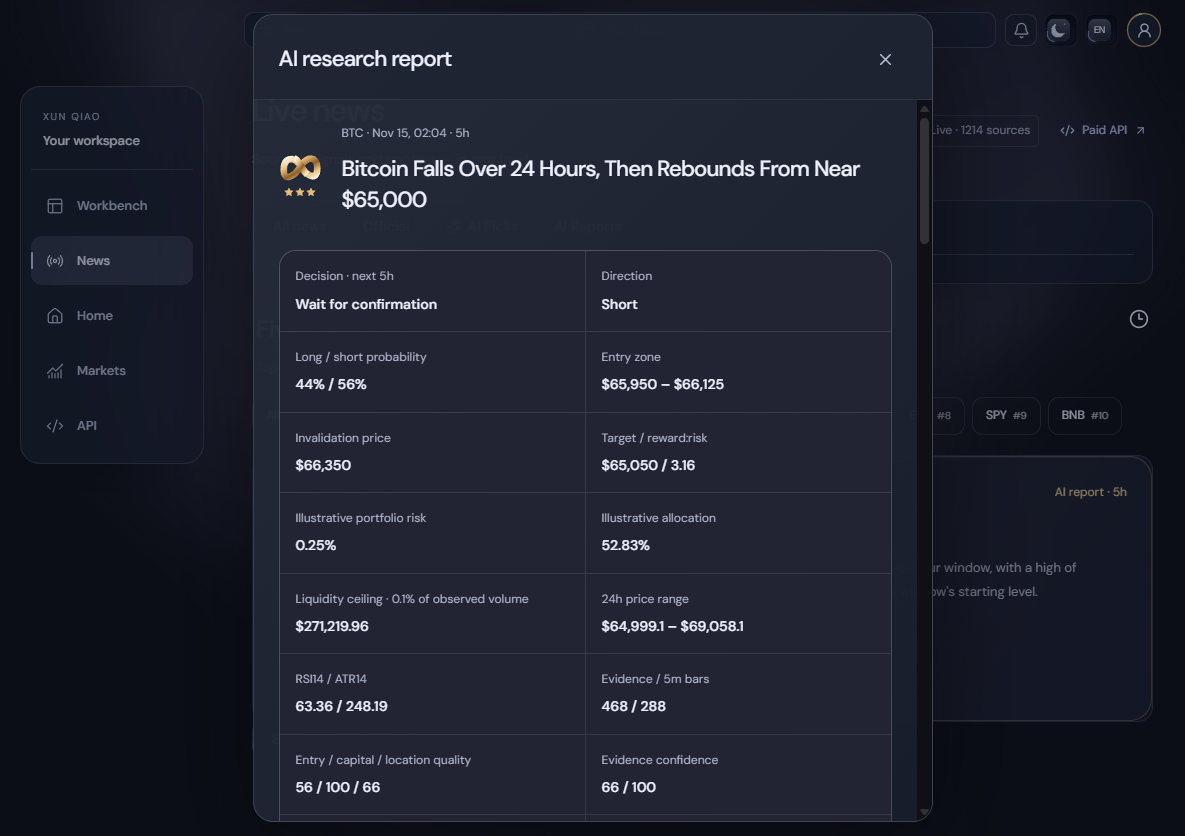 AI research report
EN
XUN QIAO
Your workspace
Workbench
News
Home
Markets
API
Live news
Live · 1214 sources
Paid API
BTC · Nov 15, 02:04 · 5h
Bitcoin Falls Over 24 Hours, Then Rebounds From Near
$65,000
Decision · next 5h
Wait for confirmation
Direction
Short
Long / short probability
44% / 56%
Entry zone
$65,950 – $66,125
Invalidation price
$66,350
Target / reward:risk
$65,050 / 3.16
Illustrative portfolio risk
0.25%
Illustrative allocation
52.83%
Liquidity ceiling · 0.1% of observed volume
$271,219.96
24h price range
$64,999.1 – $69,058.1
RSI14 / ATR14
63.36 / 248.19
Evidence / 5m bars
468 / 288
Entry / capital / location quality
56 / 100 / 66
Evidence confidence
66 / 100
#8
SPY #9
BNB #10
AI report · 5h
window, with a high of
starting level.